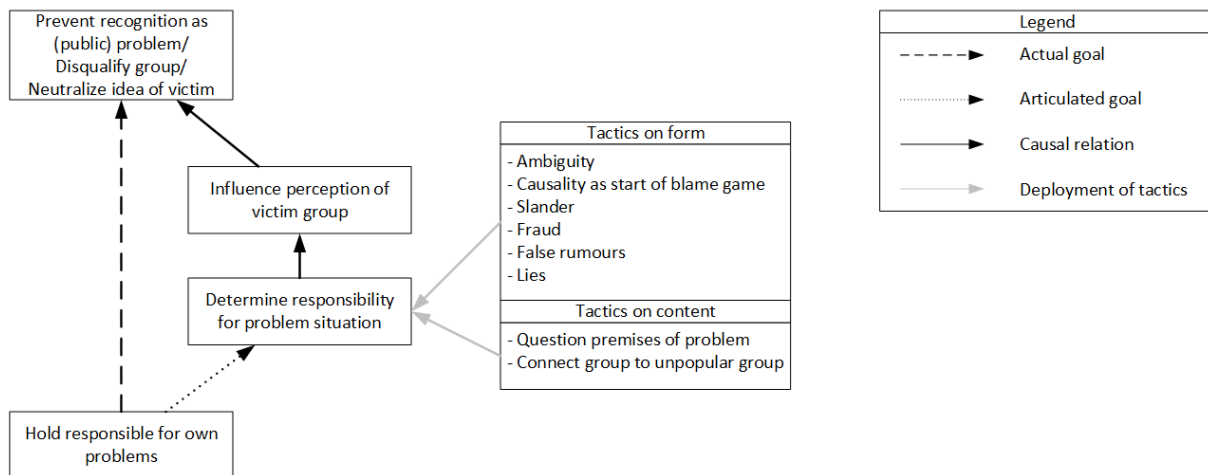 Prevent recognition as
(public) problem/
Disqualify group/
Neutralize idea of victim
Influence perception of
victim group
Determine responsibility
for problem situation
Hold responsible for own
problems
Tactics on form
- Ambiguity
- Causality as start of blame game
- Slander
- Fraud
- False rumours
- Lies
Tactics on content
- Question premises of problem
- Connect group to unpopular group
Legend
Actual goal
Articulated goal
Causal relation
Deployment of tactics